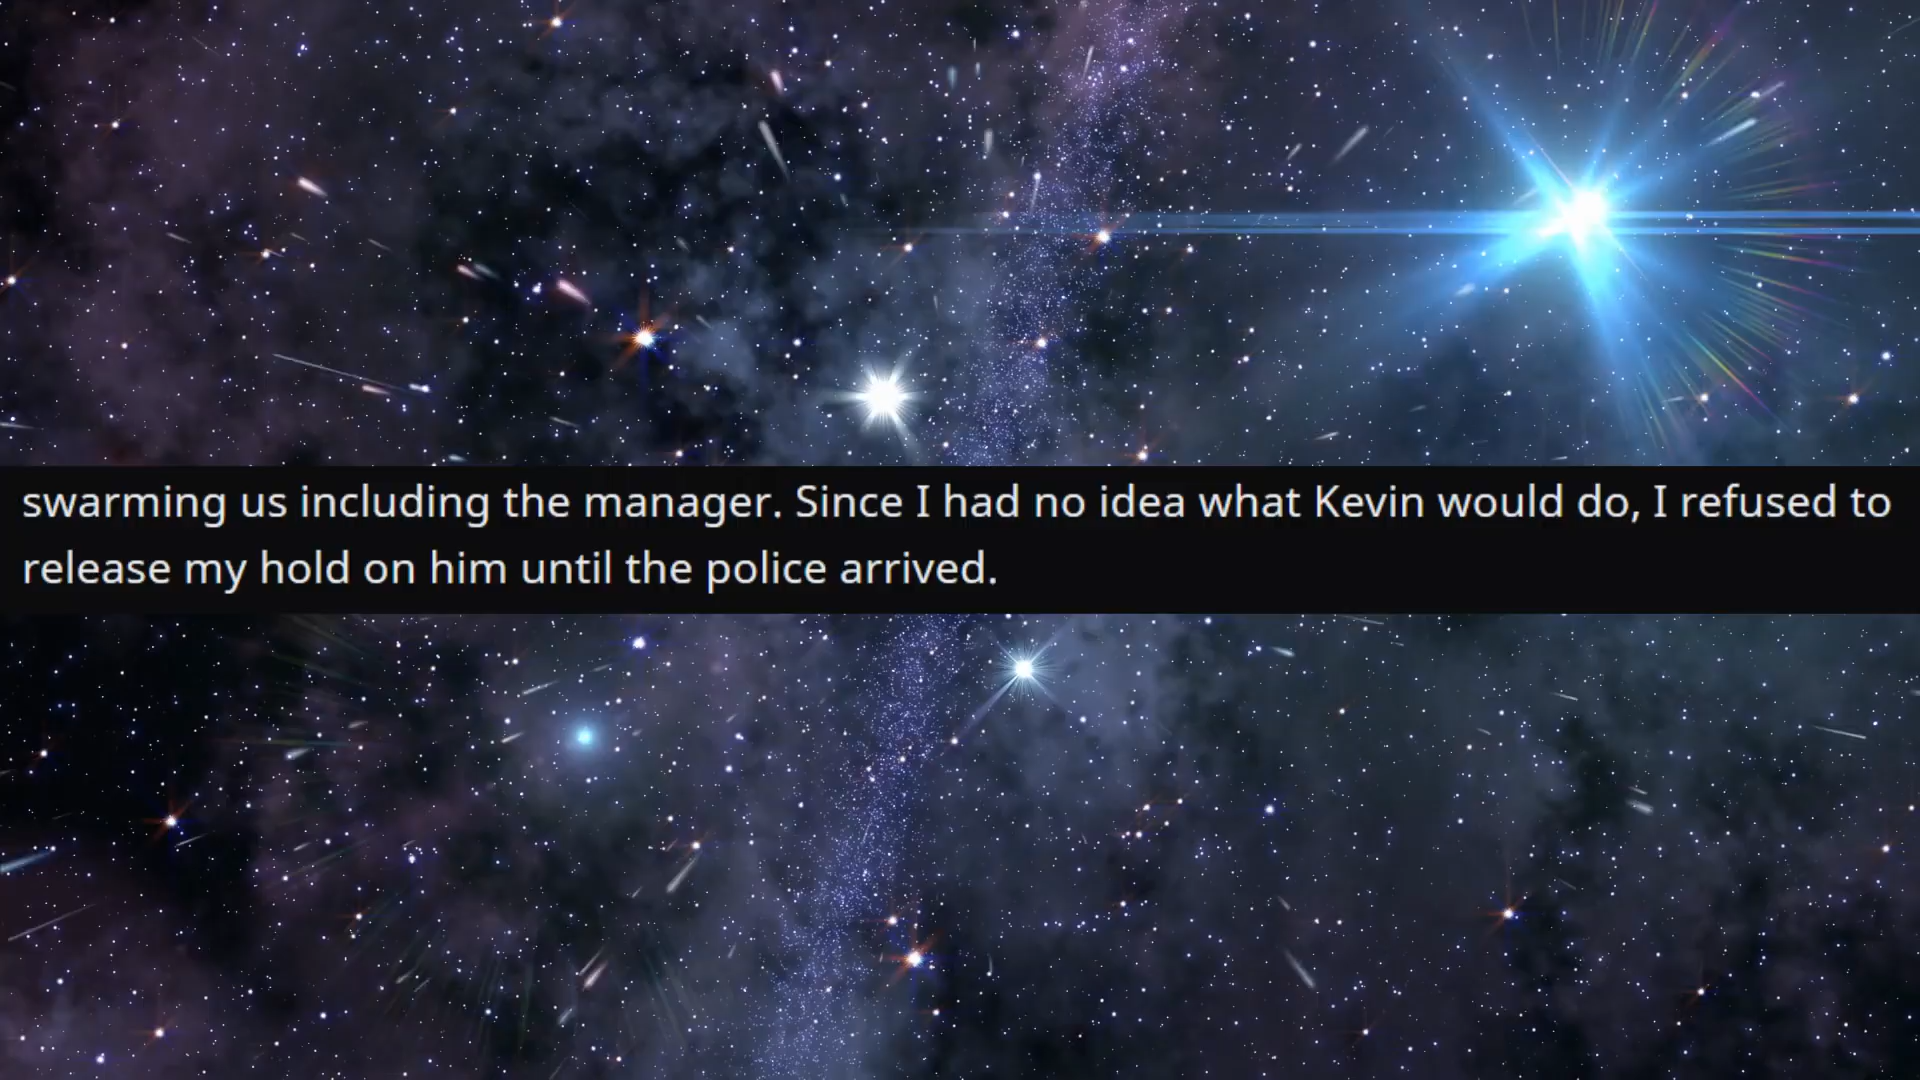 swarming us including the manager. Since I had no idea what Kevin would do, I refused to
release my hold on him until the police arrived.